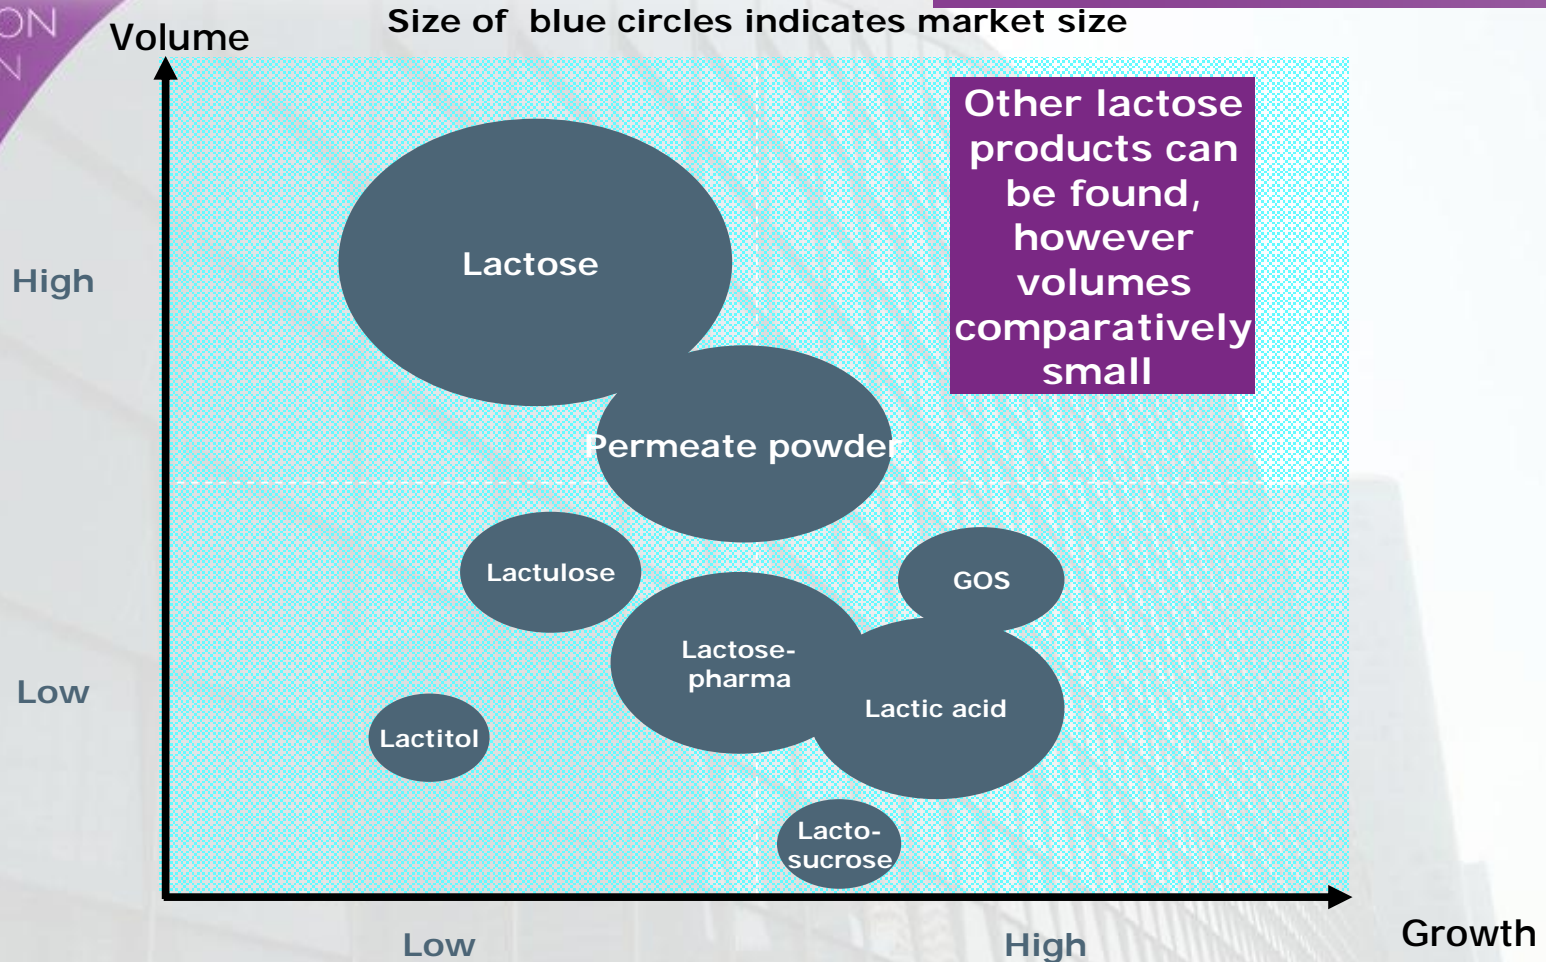 ON
N
Size of blue circles indicates market size
Volume
Other lactose
products can
be found,
however
volumes
comparatively
small
High
Lactose
Permeate powder
Lactulose
GOS
Lactose-
pharma
Low
Lactic acid
Lactitol
Lacto-
sucrose
Low
High
Growth